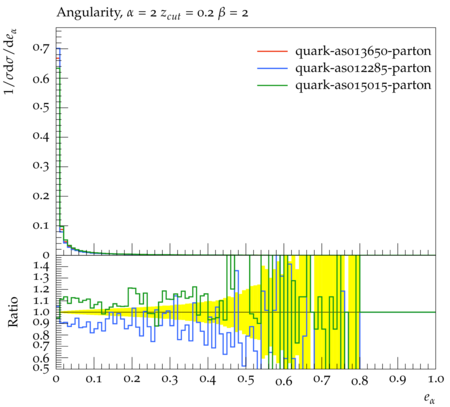 Angularity, α = 2 z_cut = 0.2 β = 2
1/σdσ/de_α
quark-as013650-parton
quark-as012285-parton
quark-as015015-parton
0.7
0.6
0.5
0.4
0.3
0.2
0.1
0
Ratio
1.4
1.3
1.2
1.1
1.0
0.9
0.8
0.7
0.6
0.5
0 0.1 0.2 0.3 0.4 0.5 0.6 0.7 0.8 0.9 1.0
e_α